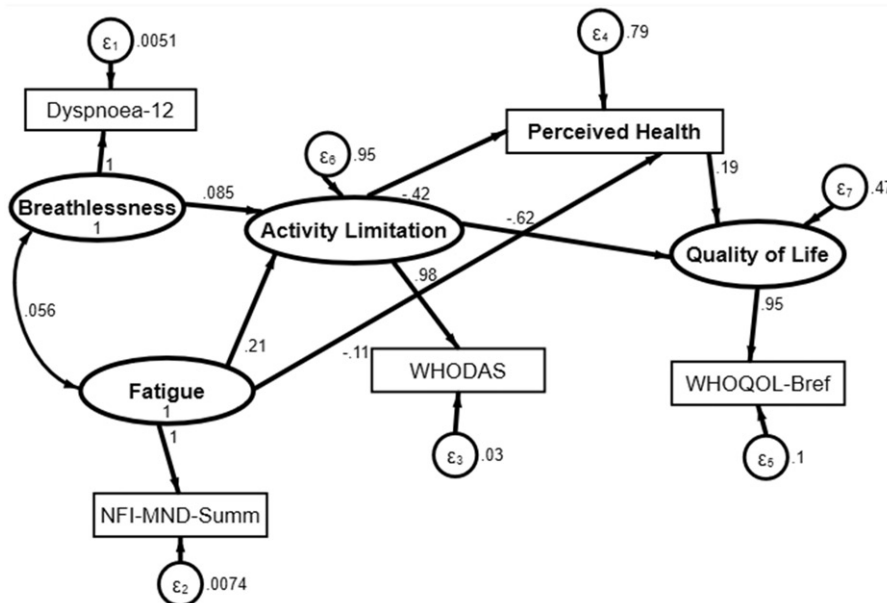 ε1 .0051
Dyspnoea-12
1
Breathlessness
1
.085
.056
Fatigue
1
1
.21
-.11
NFI-MND-Summ
ε2 .0074
ε6 .95
Activity Limitation
-.42
-.62
.98
WHODAS
ε3 .03
ε4 .79
Perceived Health
.19
ε7 .47
Quality of Life
.95
WHOQOL-Bref
ε5 .1